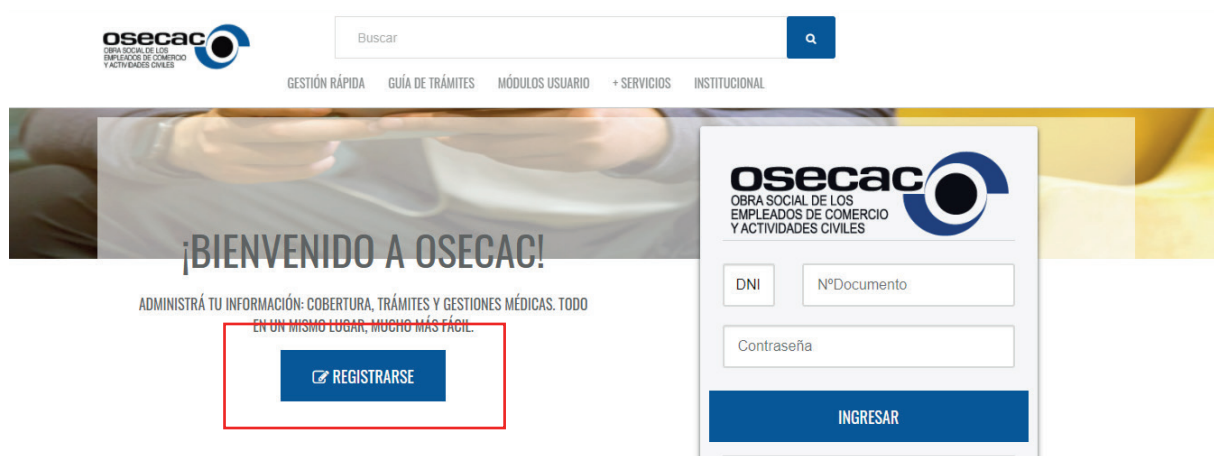 osecac
OBRA SOCIAL DE LOS
EMPLEADOS DE COMERCIO
Y ACTIVIDADES CIVILES
Buscar
GESTIÓN RÁPIDA GUÍA DE TRÁMITES MÓDULOS USUARIO + SERVICIOS INSTITUCIONAL
¡BIENVENIDO A OSECAC!
ADMINISTRÁ TU INFORMACIÓN: COBERTURA, TRÁMITES Y GESTIONES MÉDICAS. TODO
EN UN MISMO LUGAR, MUCHO MÁS FÁCIL.
REGISTRARSE
osecac
OBRA SOCIAL DE LOS
EMPLEADOS DE COMERCIO
Y ACTIVIDADES CIVILES
DNI NºDocumento
Contraseña
INGRESAR